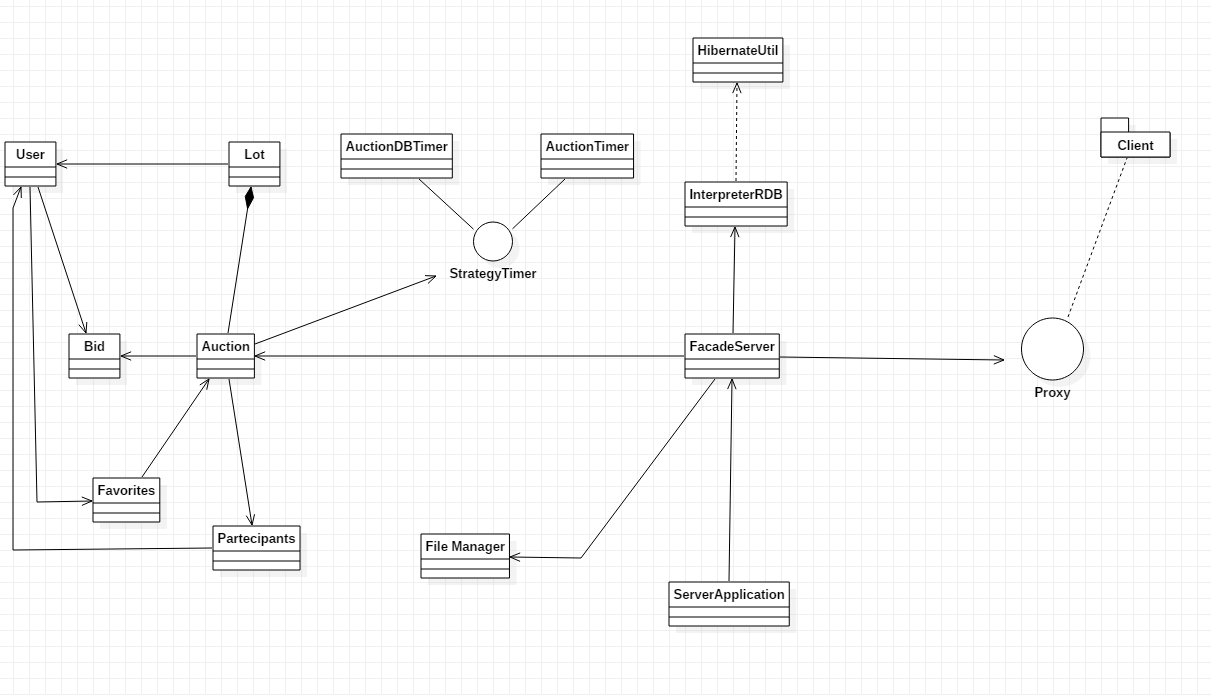 HibernateUtil
User
Lot
AuctionDBTimer
AuctionTimer
Client
InterpreterRDB
StrategyTimer
Bid
Auction
FacadeServer
Proxy
Favorites
Partecipants
File Manager
ServerApplication